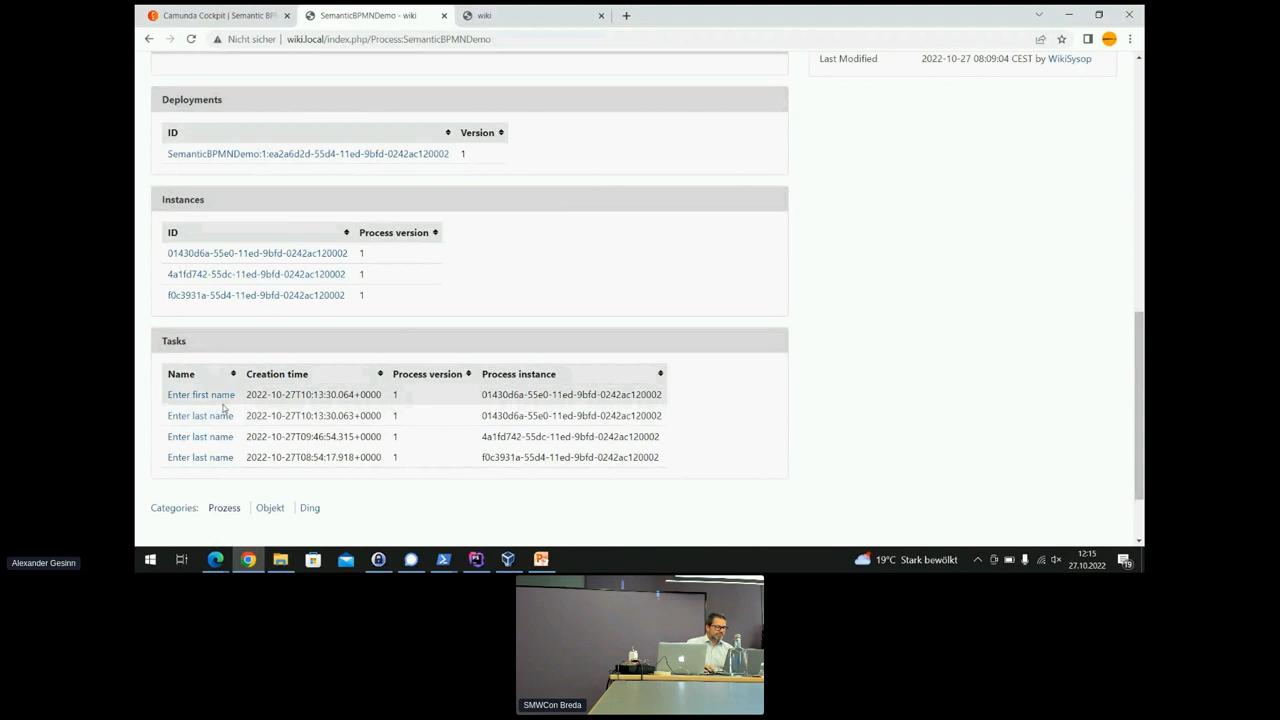 Camunda Cockpit | Semantic BP
SemanticBPMNDemo - wiki
wiki
Nicht sicher | wiki.local/index.php/Process:SemanticBPMNDemo
Last Modified 2022-10-27 08:09:04 CEST by WikiSysop
Deployments
ID Version
SemanticBPMNDemo:1:ea2a6d2d-55d4-11ed-9bfd-0242ac120002 1
Instances
ID Process version
01430d6a-55e0-11ed-9bfd-0242ac120002 1
4a1fd742-55dc-11ed-9bfd-0242ac120002 1
f0c3931a-55d4-11ed-9bfd-0242ac120002 1
Tasks
Name Creation time Process version Process instance
Enter first name 2022-10-27T10:13:30.064+0000 1 01430d6a-55e0-11ed-9bfd-0242ac120002
Enter last name 2022-10-27T10:13:30.063+0000 1 01430d6a-55e0-11ed-9bfd-0242ac120002
Enter last name 2022-10-27T09:46:54.315+0000 1 4a1fd742-55dc-11ed-9bfd-0242ac120002
Enter last name 2022-10-27T08:54:17.918+0000 1 f0c3931a-55d4-11ed-9bfd-0242ac120002
Categories: Prozess | Objekt | Ding
19°C Stark bewölkt
12:15
27.10.2022
19
Alexander Gesinn
SMWCon Breda